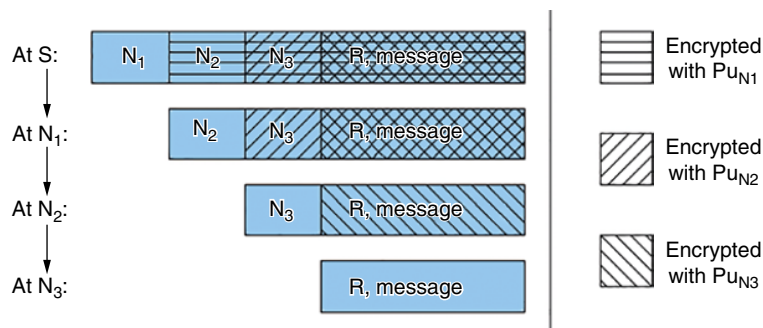 At S: N₁ N₂ N₃ R, message
At N₁: N₂ N₃ R, message
At N₂: N₃ R, message
At N₃: R, message
Encrypted
with Puₙ₁
Encrypted
with Puₙ₂
Encrypted
with Puₙ₃